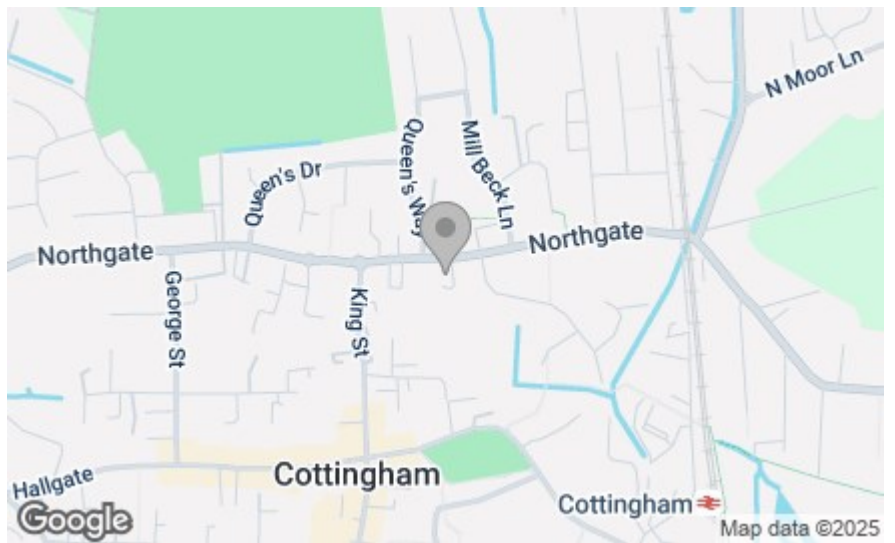 N Moor Ln
Mill Beck Ln
Queen's Way
Queen's Dr
Northgate
Northgate
George St
King St
Cottingham
Hallgate
Cottingham
Google
Map data ©2025